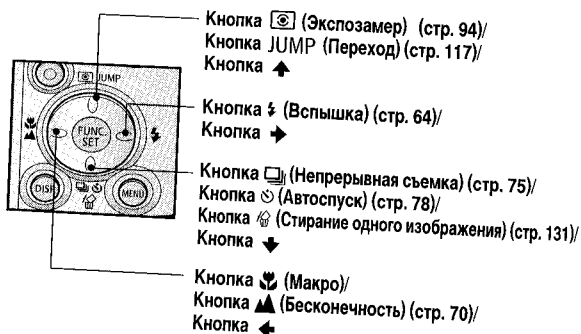 Кнопка (Экспозамер) (стр. 94)/
Кнопка JUMP (Переход) (стр. 117)/
Кнопка ↑
Кнопка (Вспышка) (стр. 64)/
Кнопка →
Кнопка (Непрерывная съемка) (стр. 75)/
Кнопка (Автоспуск) (стр. 78)/
Кнопка (Стирание одного изображения) (стр. 131)/
Кнопка ↓
Кнопка (Макро)/
Кнопка (Бесконечность) (стр. 70)/
Кнопка ←
JUMP
FUNC.
SET
DISP.
MENU